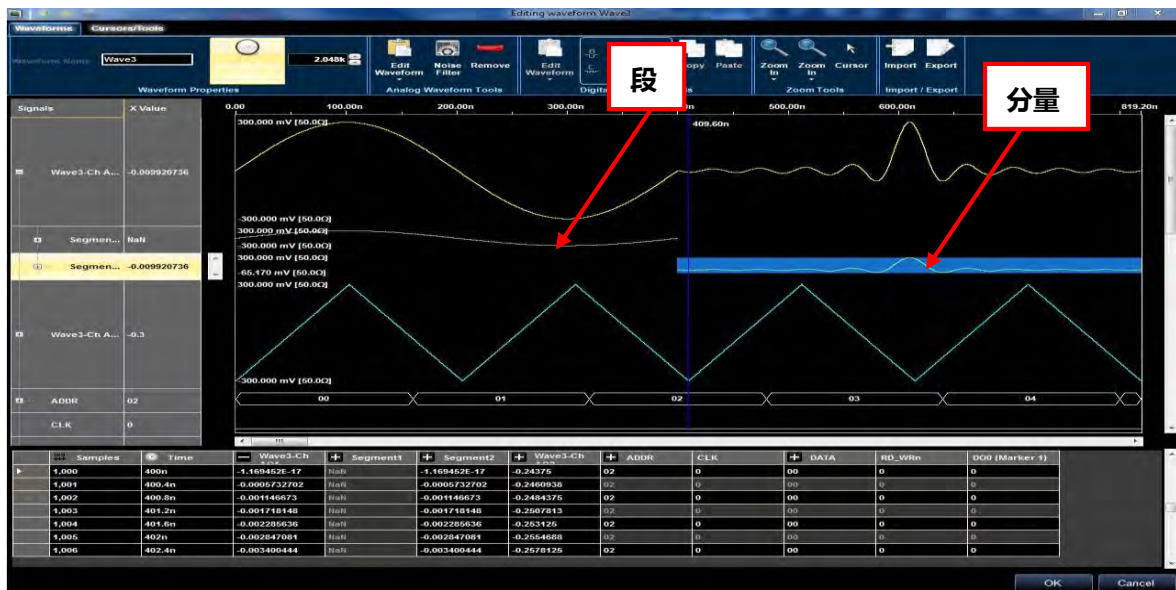 Editing waveform Wave3
Waveforms Cursors/Tools
Waveform Name Wave3 2.048k
Edit Waveform Noise Filter Remove Edit Waveform Paste Zoom In Zoom In Cursor Import Export
Waveform Properties Analog Waveform Tools Zoom Tools Import / Export
段
分量
Signals X Value 0.00 100.00n 200.00n 300.00n 500.00n 600.00n 819.20n
300.000 mV [50.0Ω] 409.60n
Wave3-Ch A... -0.009920736
-300.000 mV [50.0Ω]
300.000 mV [50.0Ω]
Segmen... NaN
-300.000 mV [50.0Ω]
300.000 mV [50.0Ω]
Segmen... -0.009920736
-65.170 mV [50.0Ω]
300.000 mV [50.0Ω]
Wave3-Ch A... -0.3
-300.000 mV [50.0Ω]
ADDR 02 00 01 02 03 04
CLK 0
Samples Time Wave3-Ch Segment1 Segment2 Wave3-Ch ADDR CLK DATA RD_WRn DO0 (Marker 1)
1,000 400n -1.169452E-17 NaN -1.169452E-17 -0.24375 02 0 00 0 0
1,001 400.4n -0.0005732702 NaN -0.0005732702 -0.2460938 02 0 00 0 0
1,002 400.8n -0.001146673 NaN -0.001146673 -0.2484375 02 0 00 0 0
1,003 401.2n -0.001718148 NaN -0.001718148 -0.2507813 02 0 00 0 0
1,004 401.6n -0.002285636 NaN -0.002285636 -0.253125 02 0 00 0 0
1,005 402n -0.002847081 NaN -0.002847081 -0.2554688 02 0 00 0 0
1,006 402.4n -0.003400444 NaN -0.003400444 -0.2578125 02 0 00 0 0
OK Cancel